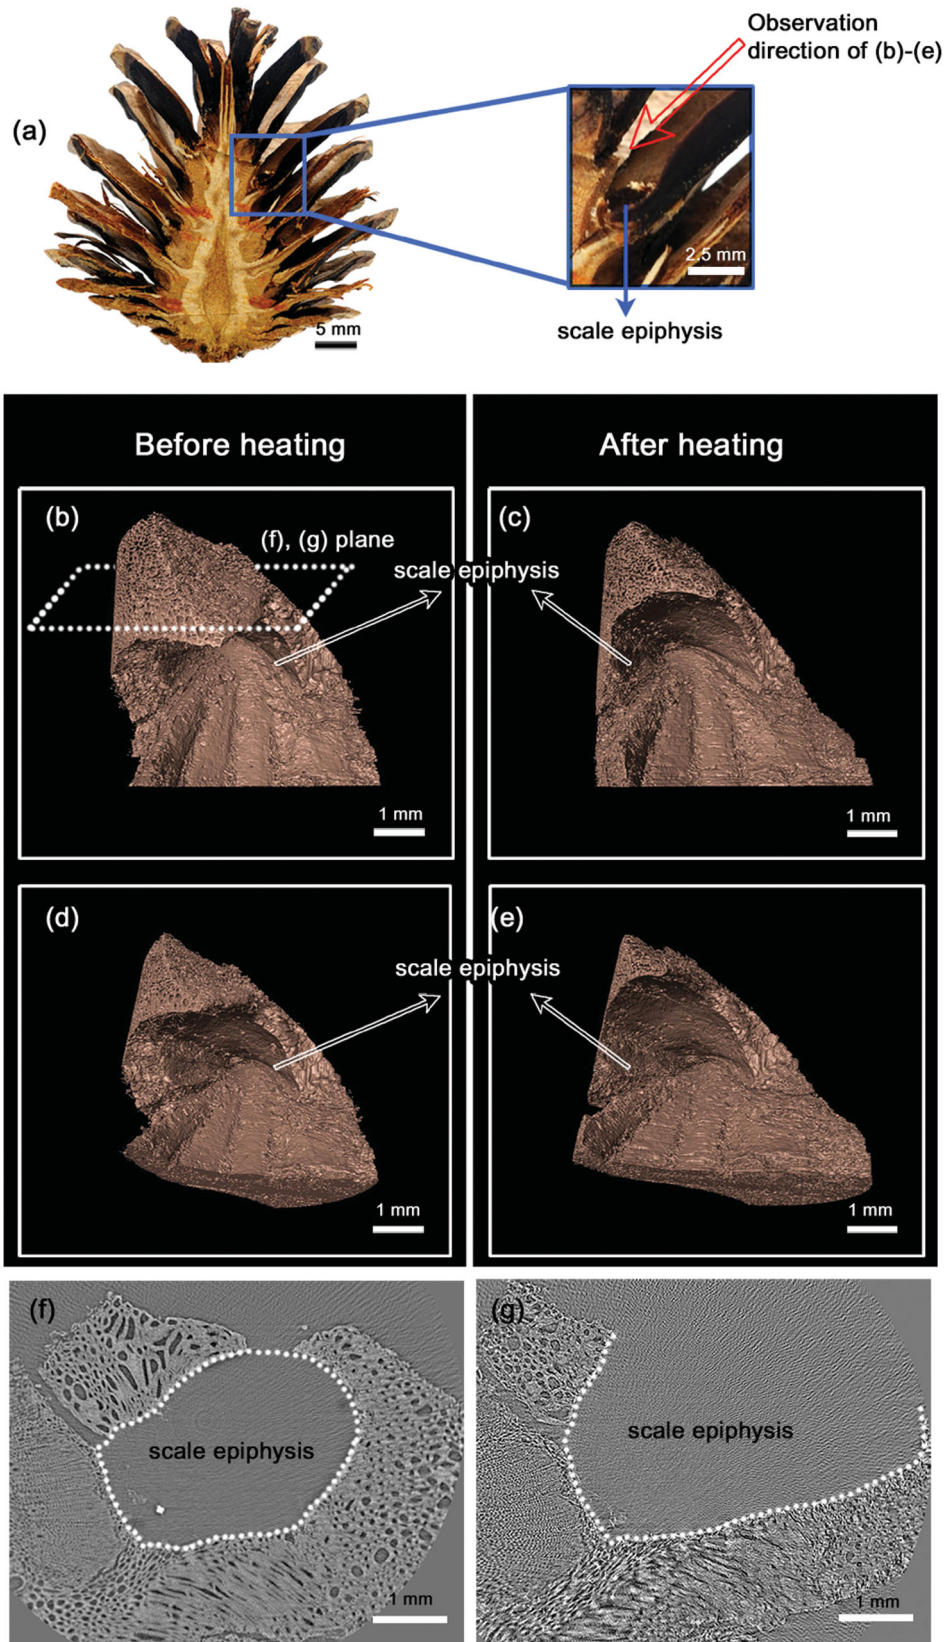 Observation
direction of (b)-(e)
(a)
2.5 mm
5 mm
scale epiphysis
Before heating
After heating
(b)
(c)
(f), (g) plane
scale epiphysis
1 mm
1 mm
(d)
(e)
scale epiphysis
1 mm
1 mm
(f)
(g)
scale epiphysis
scale epiphysis
1 mm
1 mm